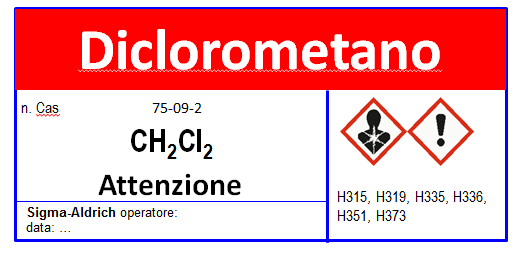 Diclorometano
n. Cas 75-09-2
CH₂Cl₂
Attenzione
Sigma-Aldrich operatore:
data: ...
H315, H319, H335, H336,
H351, H373